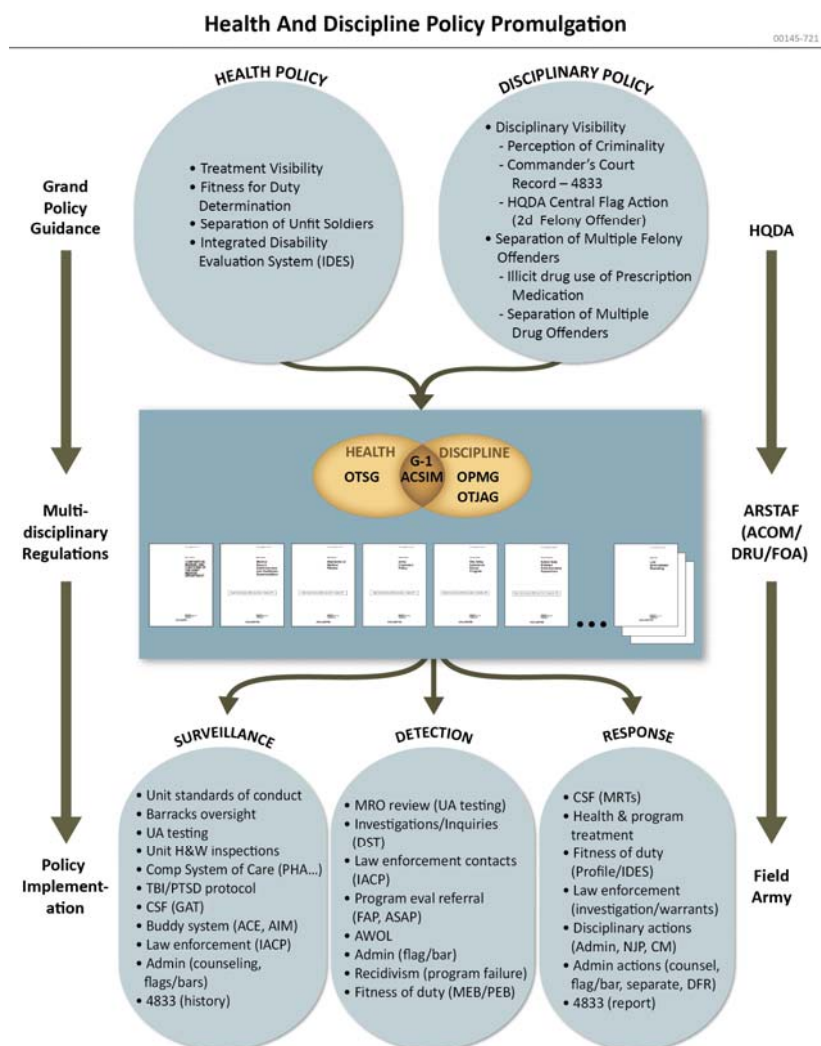 Health And Discipline Policy Promulgation
00145-721
HEALTH POLICY
• Treatment Visibility
• Fitness for Duty
Determination
• Separation of Unfit Soldiers
• Integrated Disability
Evaluation System (IDES)
DISCIPLINARY POLICY
• Disciplinary Visibility
- Perception of Criminality
- Commander's Court
Record – 4833
- HQDA Central Flag Action
(2d Felony Offender)
• Separation of Multiple Felony
Offenders
- Illicit drug use of Prescription
Medication
- Separation of Multiple
Drug Offenders
Grand
Policy
Guidance
HQDA
HEALTH
OTSG
G-1
ACSIM
DISCIPLINE
OPMG
OTJAG
Multi-
disciplinary
Regulations
ARSTAF
(ACOM/
DRU/FOA)
•••
SURVEILLANCE
• Unit standards of conduct
• Barracks oversight
• UA testing
• Unit H&W inspections
• Comp System of Care (PHA...)
• TBI/PTSD protocol
• CSF (GAT)
• Buddy system (ACE, AIM)
• Law enforcement (IACP)
• Admin (counseling,
flags/bars)
• 4833 (history)
DETECTION
• MRO review (UA testing)
• Investigations/Inquiries
(DST)
• Law enforcement contacts
(IACP)
• Program eval referral
(FAP, ASAP)
• AWOL
• Admin (flag/bar)
• Recidivism (program failure)
• Fitness of duty (MEB/PEB)
RESPONSE
• CSF (MRTs)
• Health & program
treatment
• Fitness of duty
(Profile/IDES)
• Law enforcement
(investigation/warrants)
• Disciplinary actions
(Admin, NJP, CM)
• Admin actions (counsel,
flag/bar, separate, DFR)
• 4833 (report)
Policy
Implement-
ation
Field
Army